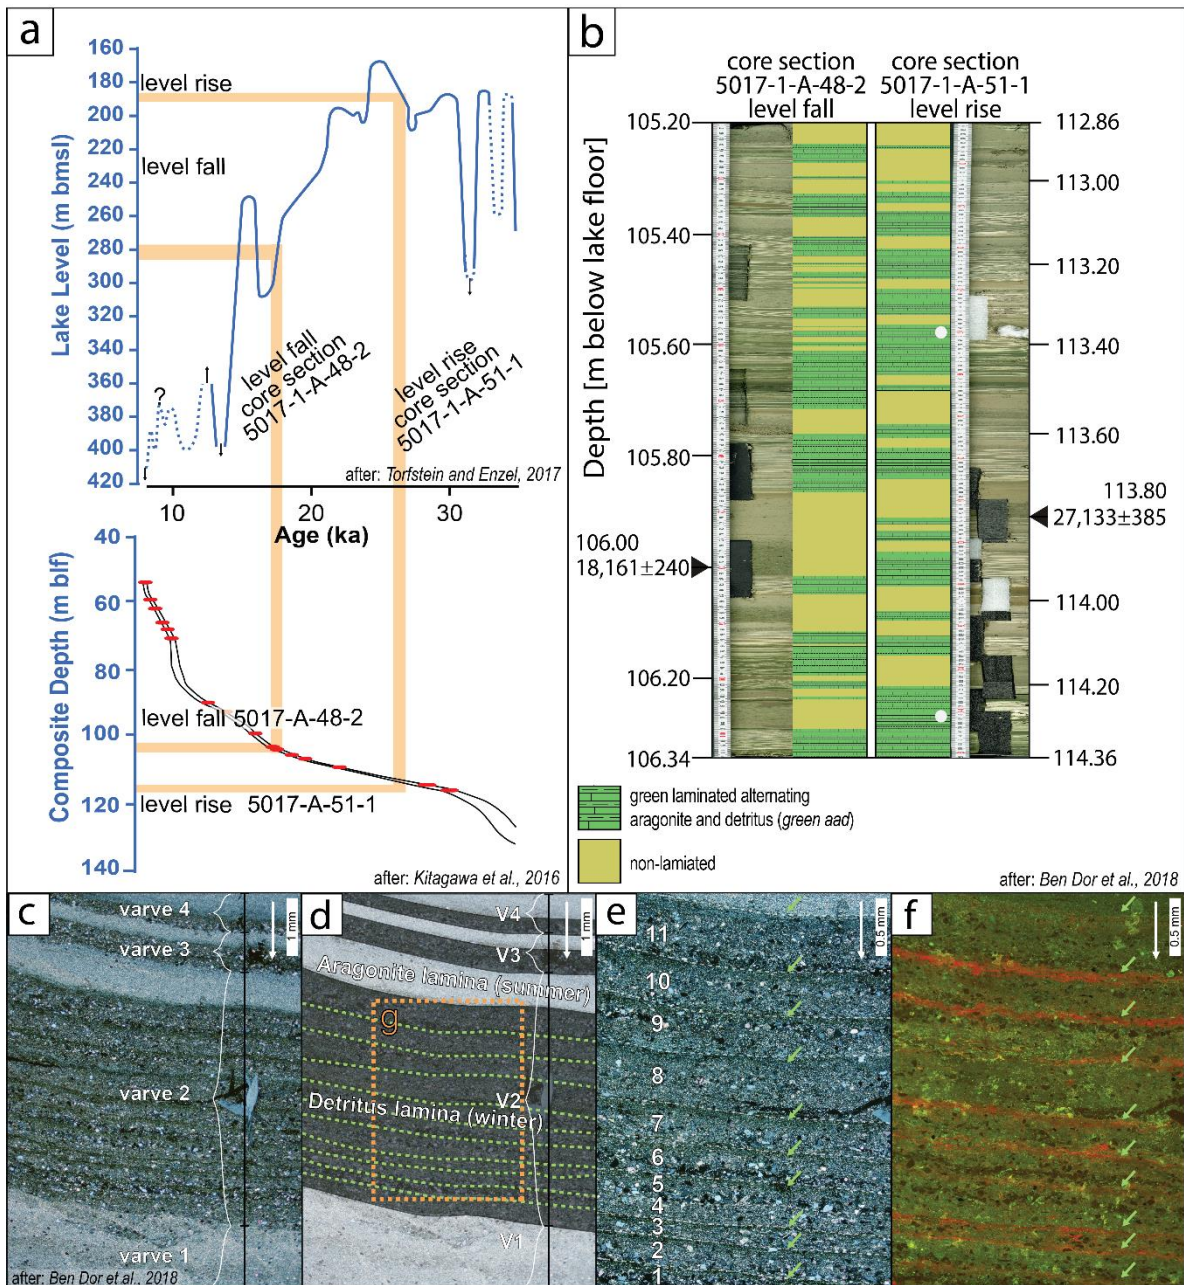 a
160
180
200
220
240
260
280
300
320
340
360
380
400
420
Lake Level (m bmsl)
level rise
level fall
level fall
core section
5017-1-A-48-2
level rise
core section
5017-1-A-51-1
?
after: Torfstein and Enzel, 2017
10
20
30
Age (ka)
40
60
80
100
120
140
Composite Depth (m blf)
level fall 5017-A-48-2
level rise 5017-A-51-1
after: Kitagawa et al., 2016
b
core section
5017-1-A-48-2
level fall
core section
5017-1-A-51-1
level rise
Depth [m below lake floor]
105.20
105.40
105.60
105.80
106.00
18,161±240
106.20
106.34
112.86
113.00
113.20
113.40
113.60
113.80
27,133±385
114.00
114.20
114.36
green laminated alternating
aragonite and detritus (green aad)
non-lamiated
after: Ben Dor et al., 2018
c
varve 4
varve 3
varve 2
varve 1
1 mm
after: Ben Dor et al., 2018
d
V4
V3
Aragonite lamina (summer)
g
V2
Detritus lamina (winter)
V1
1 mm
e
11
10
9
8
7
6
5
4
3
2
1
0.5 mm
f
0.5 mm